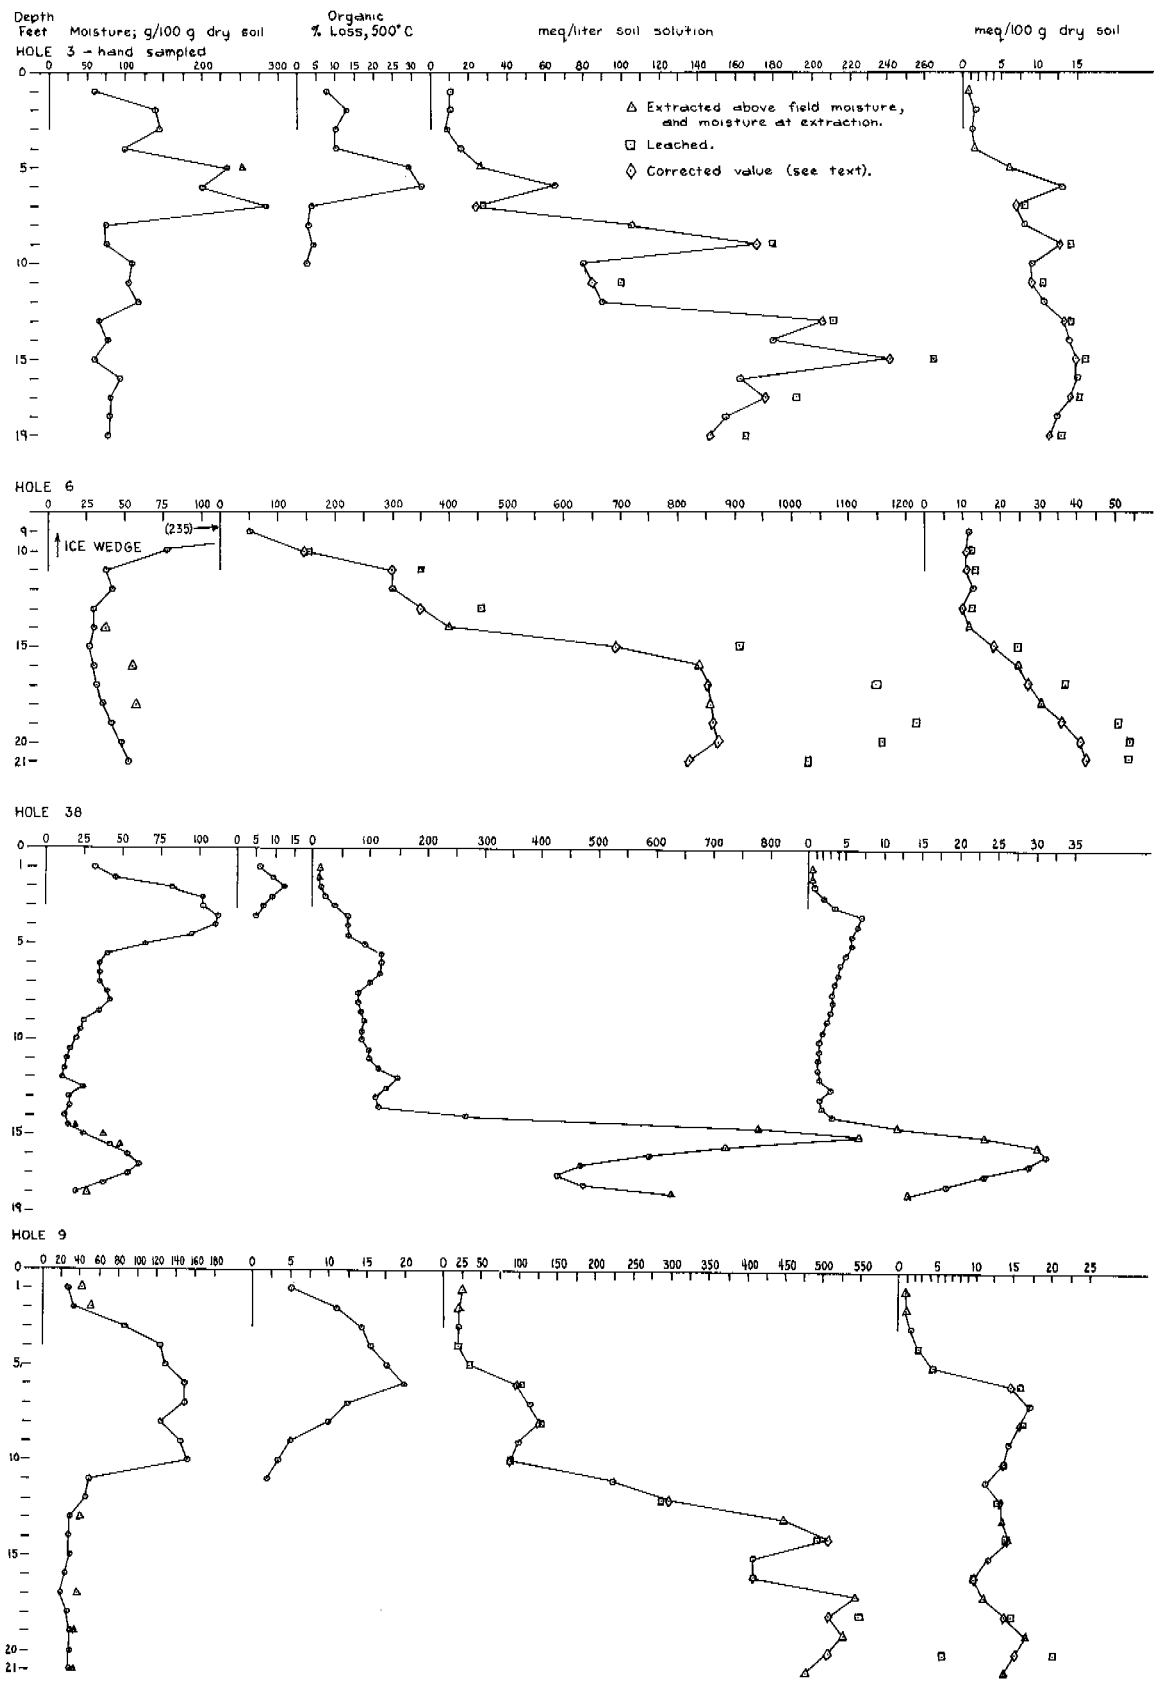 Depth
Feet Moisture; g/100 g dry soil
Organic
% Loss, 500°C
meq/liter soil solution
meq/100 g dry soil
HOLE 3 – hand sampled
0 50 100 200 300
0 5 10 15 20 25 30
0 10 20 40 60 80 100 120 150 180 200 210 220 240 260
0 5 10 15
0
5
10
15
19
△ Extracted above field moisture,
and moisture at extraction.
□ Leached.
◇ Corrected value (see text).
HOLE 6
0 25 50 75 100 0
100 200 300 400 500 600 700 800 900 1000 1100 1200
0 10 20 30 40 50
9
10
15
20
21
(235)
↑ ICE WEDGE
HOLE 38
0 25 50 75 100
0 5 10 15
0 100 200 300 400 500 600 700 800
0 5 10 15 20 25 30 35
0
1
5
10
15
19
HOLE 9
0 20 40 60 80 100 120 140 160 180
0 5 10 15 20
0 25 50 100 150 200 250 300 350 400 450 500 550
0 5 10 15 20 25
0
1
5
10
15
20
21